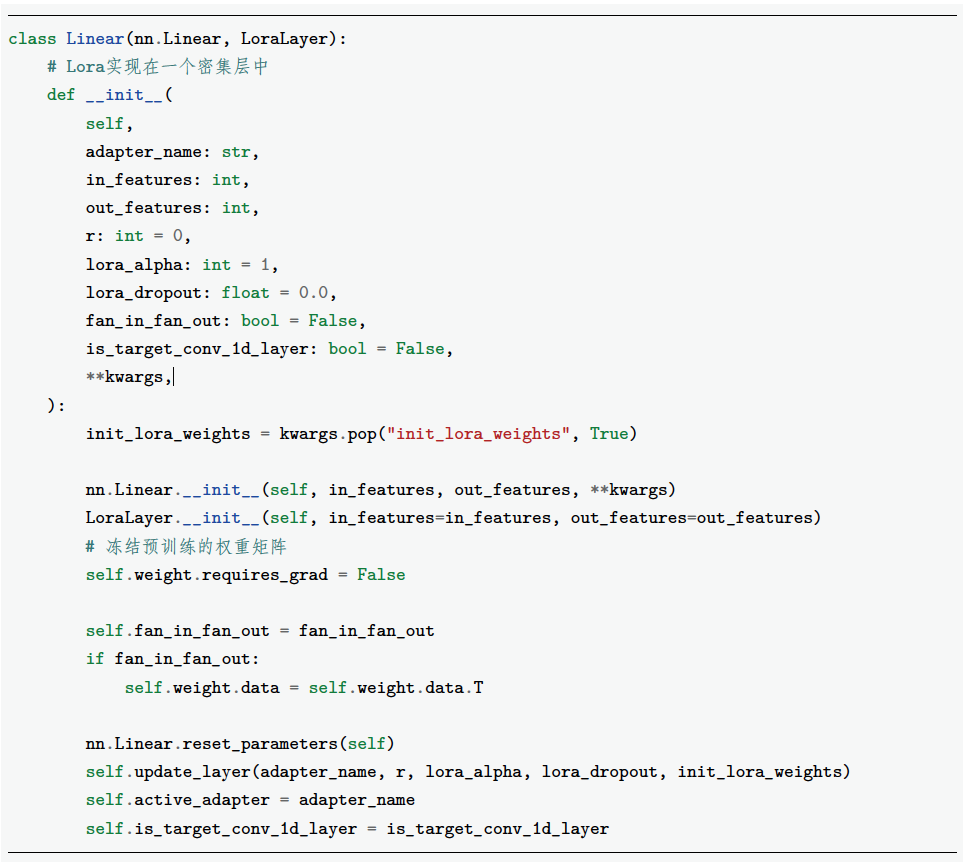 class Linear(nn.Linear, LoraLayer):
    # Lora实现在一个密集层中
    def __init__(
        self,
        adapter_name: str,
        in_features: int,
        out_features: int,
        r: int = 0,
        lora_alpha: int = 1,
        lora_dropout: float = 0.0,
        fan_in_fan_out: bool = False,
        is_target_conv_1d_layer: bool = False,
        **kwargs,
    ):
        init_lora_weights = kwargs.pop("init_lora_weights", True)

        nn.Linear.__init__(self, in_features, out_features, **kwargs)
        LoraLayer.__init__(self, in_features=in_features, out_features=out_features)
        # 冻结预训练的权重矩阵
        self.weight.requires_grad = False

        self.fan_in_fan_out = fan_in_fan_out
        if fan_in_fan_out:
            self.weight.data = self.weight.data.T

        nn.Linear.reset_parameters(self)
        self.update_layer(adapter_name, r, lora_alpha, lora_dropout, init_lora_weights)
        self.active_adapter = adapter_name
        self.is_target_conv_1d_layer = is_target_conv_1d_layer